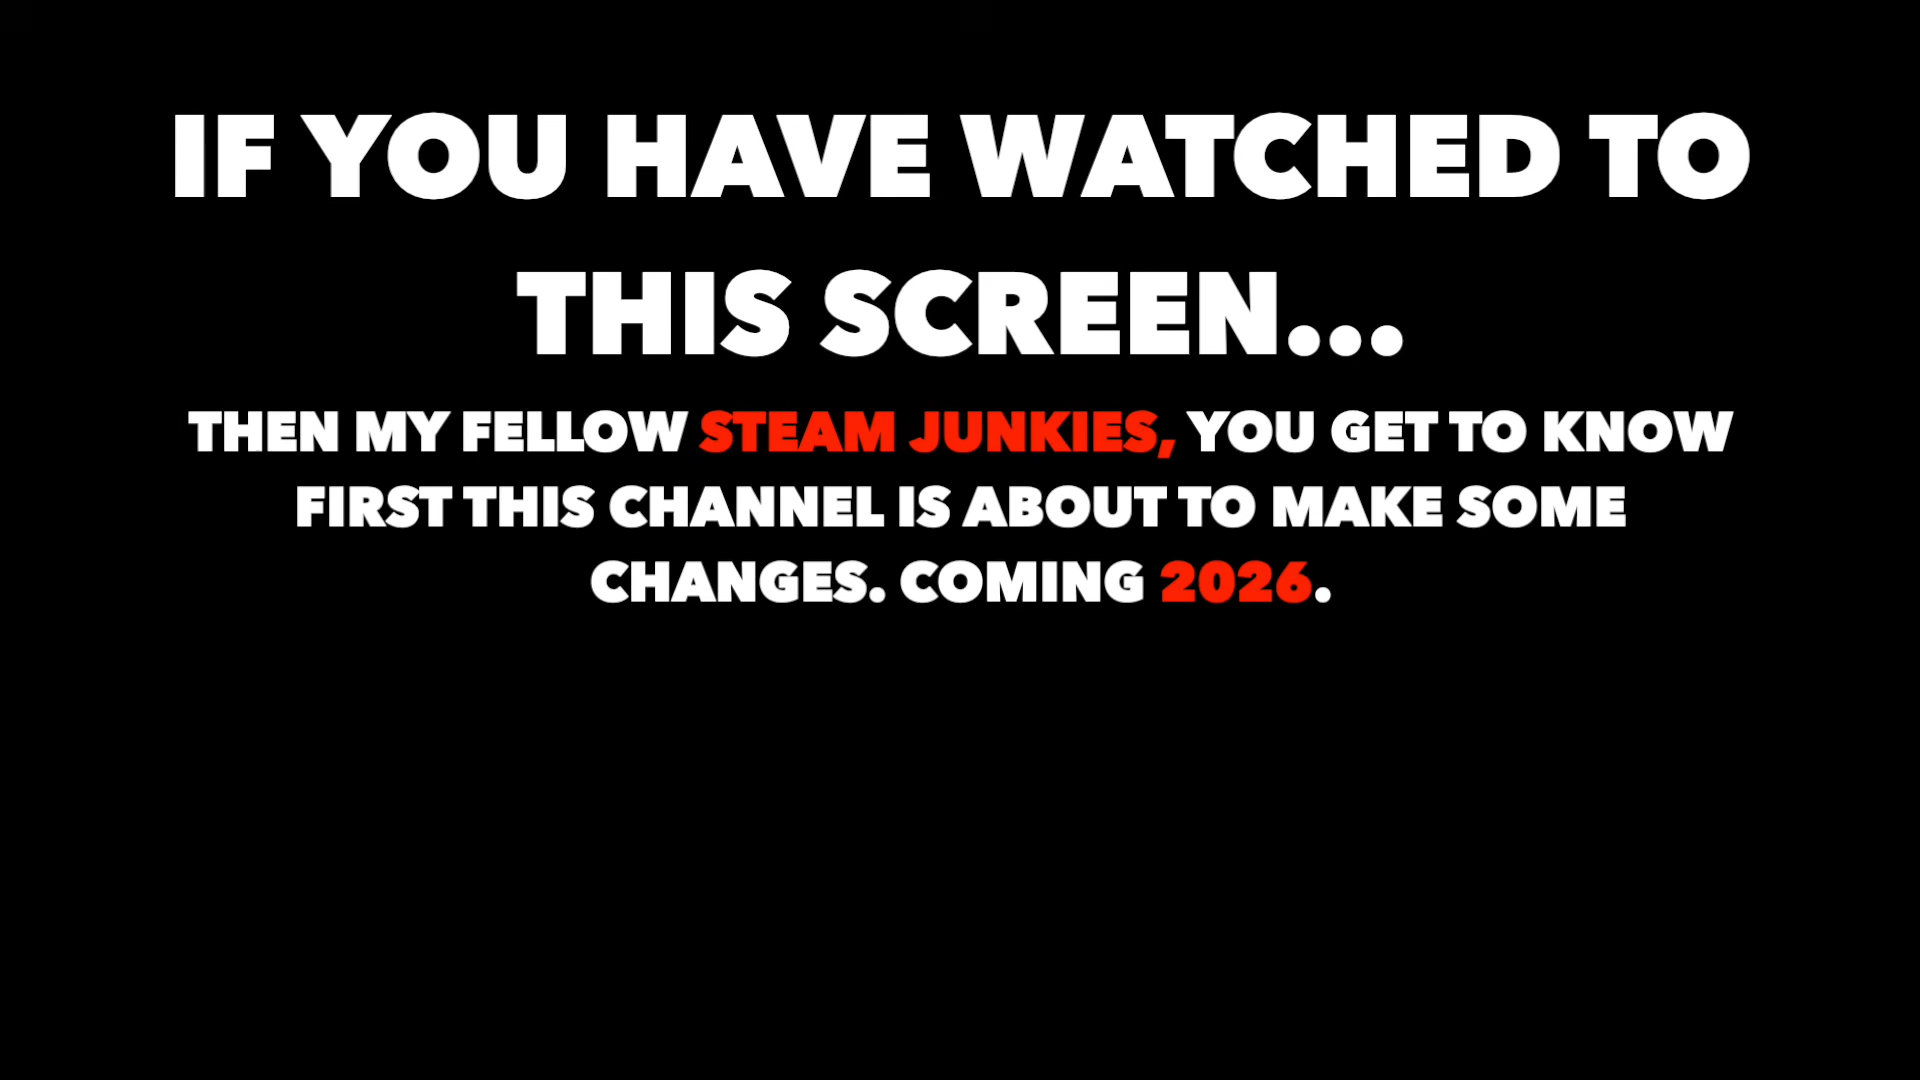 IF YOU HAVE WATCHED TO
THIS SCREEN...
THEN MY FELLOW STEAM JUNKIES, YOU GET TO KNOW
FIRST THIS CHANNEL IS ABOUT TO MAKE SOME
CHANGES. COMING 2026.